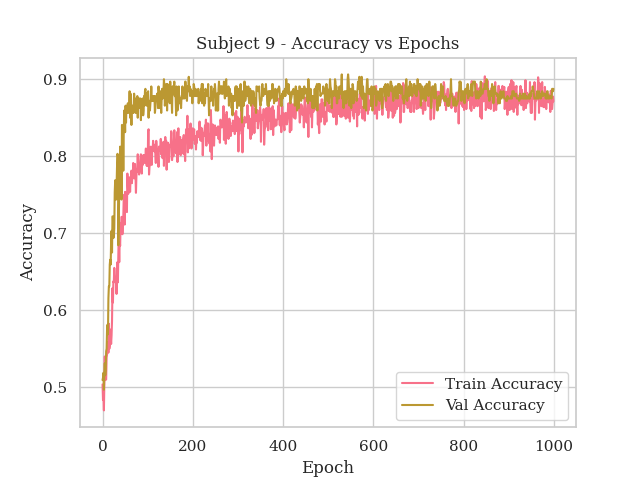 Subject 9 - Accuracy vs Epochs
0.9
0.8
0.7
0.6
0.5
Accuracy
0 200 400 600 800 1000
Epoch
Train Accuracy
Val Accuracy